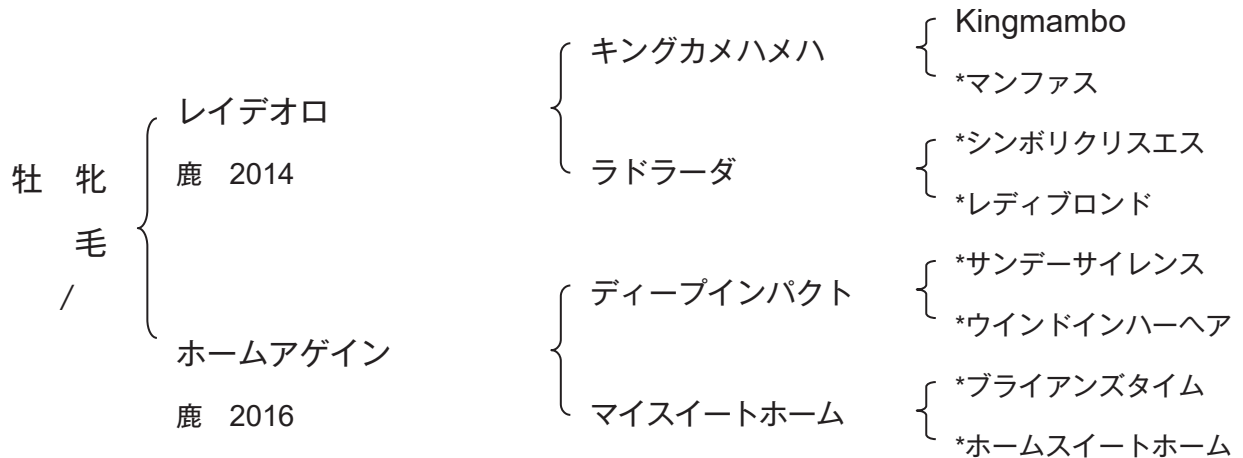 牡 牝
毛
/
レイデオロ
鹿 2014
ホームアゲイン
鹿 2016
キングカメハメハ
ラドラーダ
ディープインパクト
マイスイートホーム
Kingmambo
*マンファス
*シンボリクリスエス
*レディブロンド
*サンデーサイレンス
*ウインドインハーヘア
*ブライアンズタイム
*ホームスイートホーム